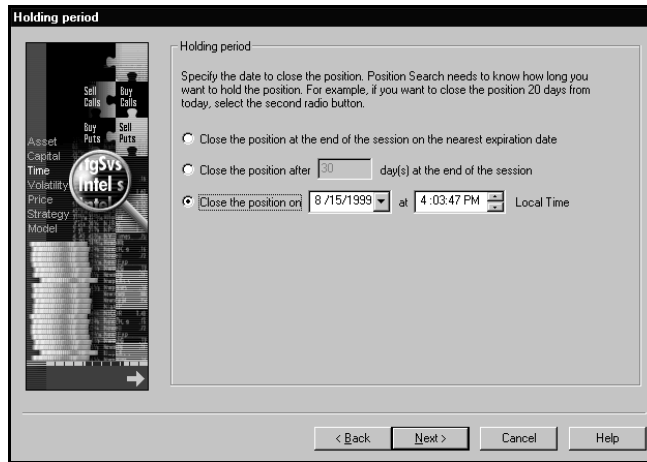 Holding period
Sell Calls
Buy Calls
Buy Puts
Sell Puts
Asset
Capital
Time
Volatility
Price
Strategy
Model
tgSvs
Intel s
Holding period
Specify the date to close the position. Position Search needs to know how long you
want to hold the position. For example, if you want to close the position 20 days from
today, select the second radio button.
Close the position at the end of the session on the nearest expiration date
Close the position after 30 day(s) at the end of the session
Close the position on 8 /15/1999 at 4 :03:47 PM Local Time
< Back Next > Cancel Help